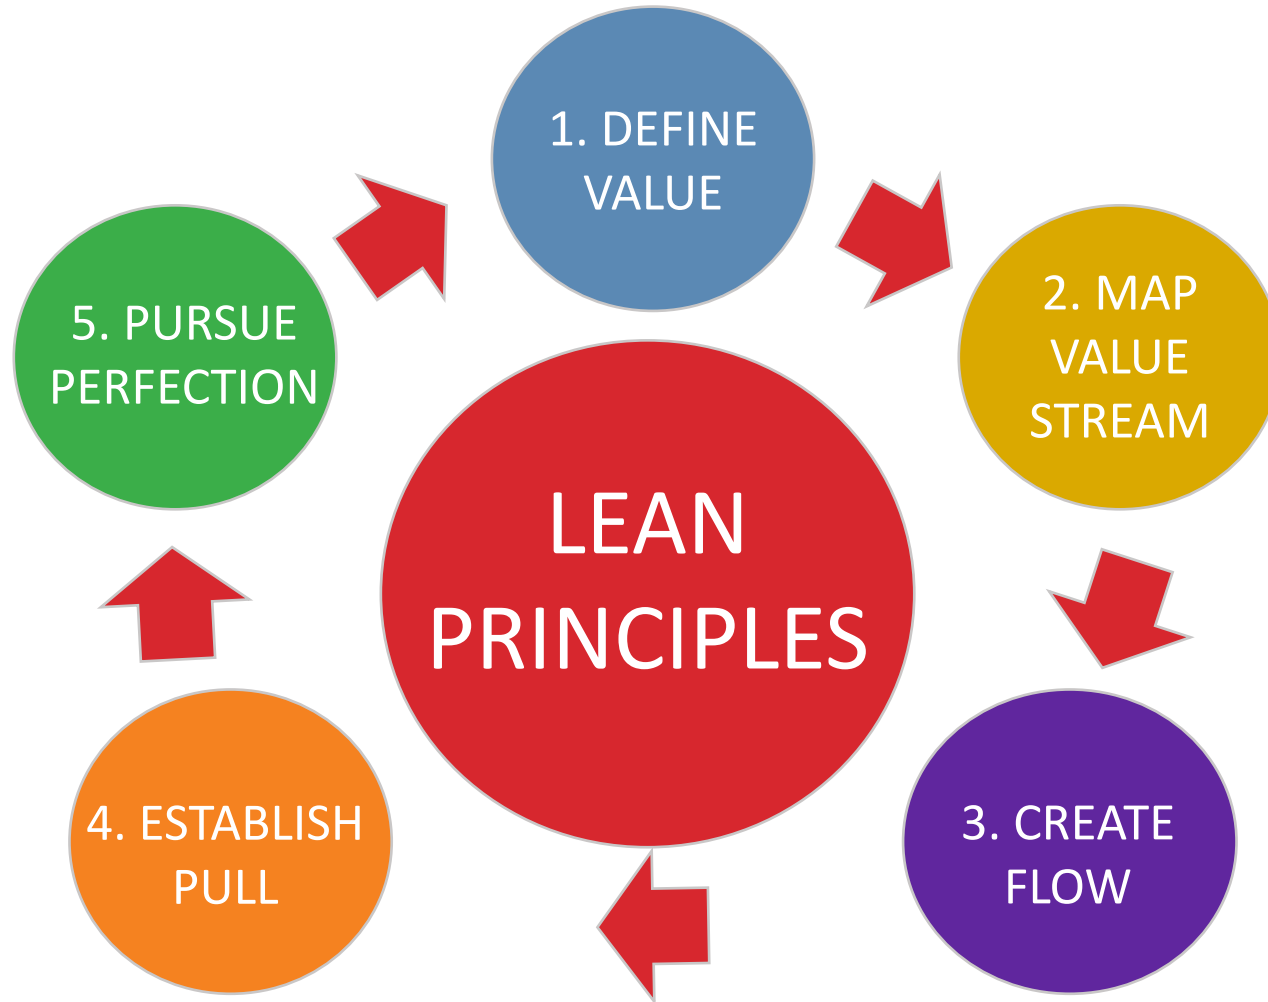 1. DEFINE
VALUE
2. MAP
VALUE
STREAM
3. CREATE
FLOW
4. ESTABLISH
PULL
5. PURSUE
PERFECTION
LEAN
PRINCIPLES